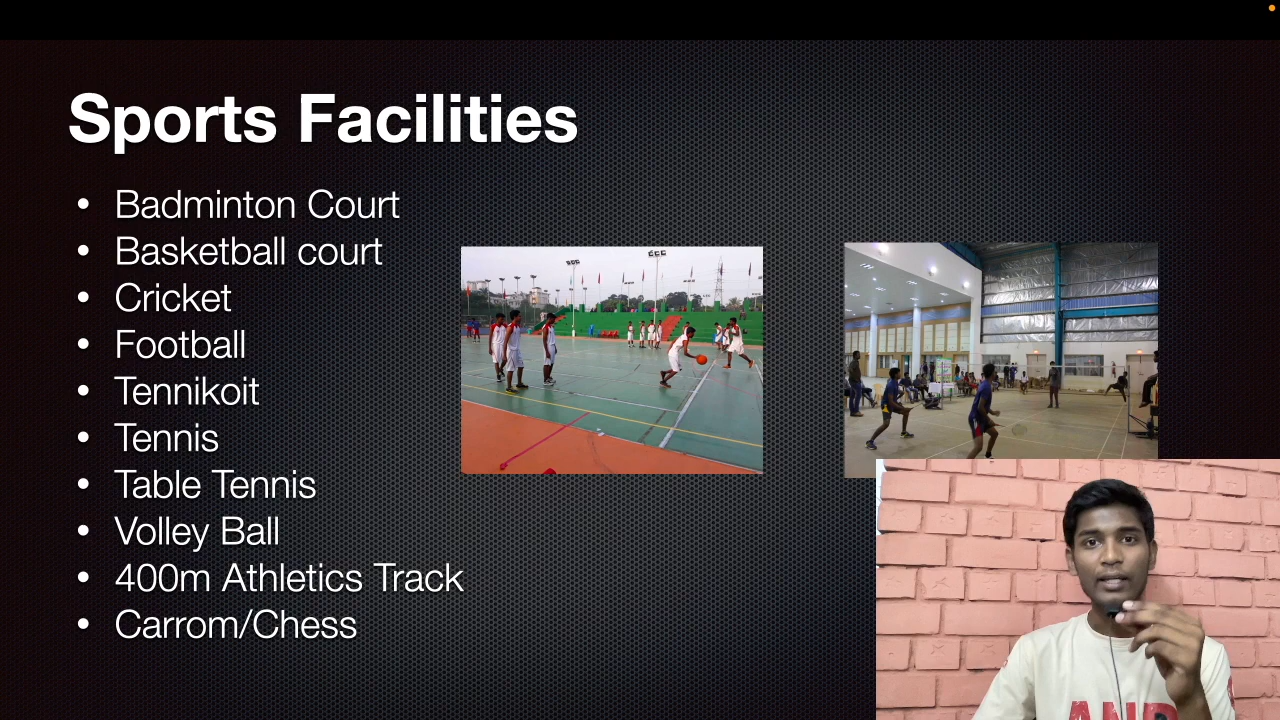 Sports Facilities
• Badminton Court
• Basketball court
• Cricket
• Football
• Tennikoit
• Tennis
• Table Tennis
• Volley Ball
• 400m Athletics Track
• Carrom/Chess